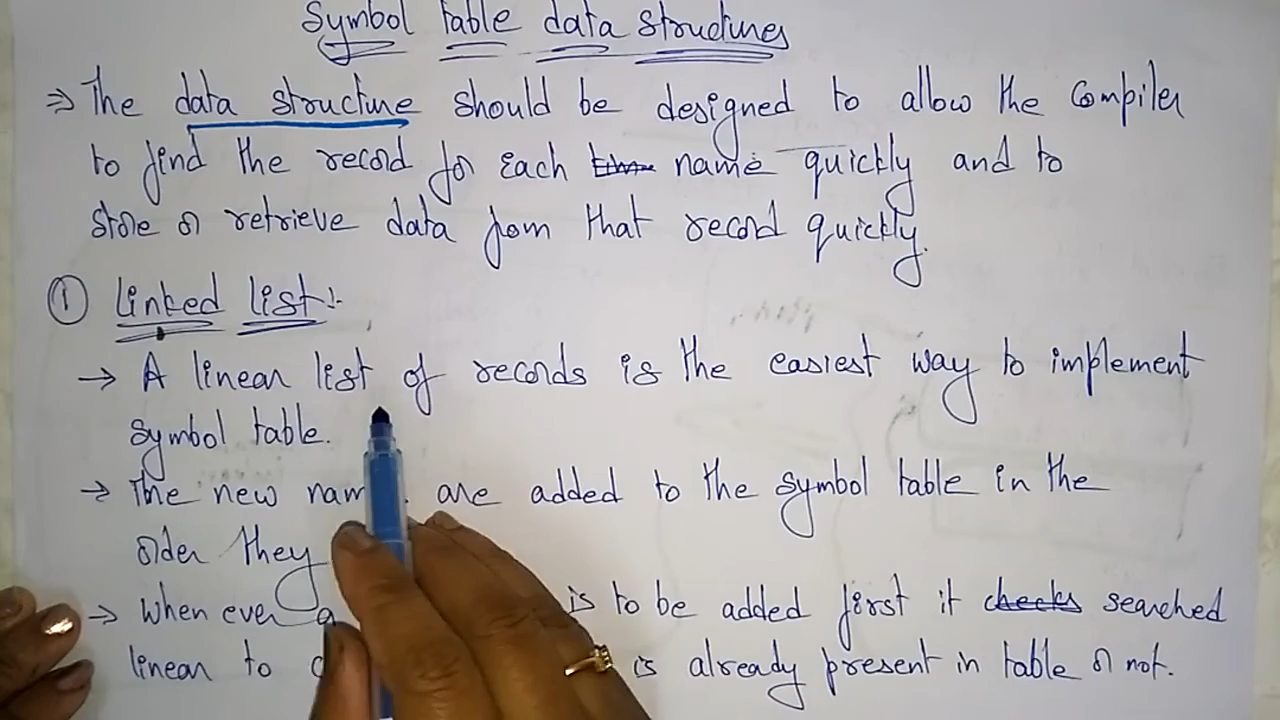 Symbol table data structures
⇒ The data structure should be designed to allow the compiler
to find the record for each name quickly and to
store or retrieve data from that record quickly.
① Linked list:-
→ A linear list of records is the easiest way to implement
symbol table.
→ The new are added to the symbol table in the
order they
→ When ever a is to be added first it checks searched
linear to is already present in table or not.